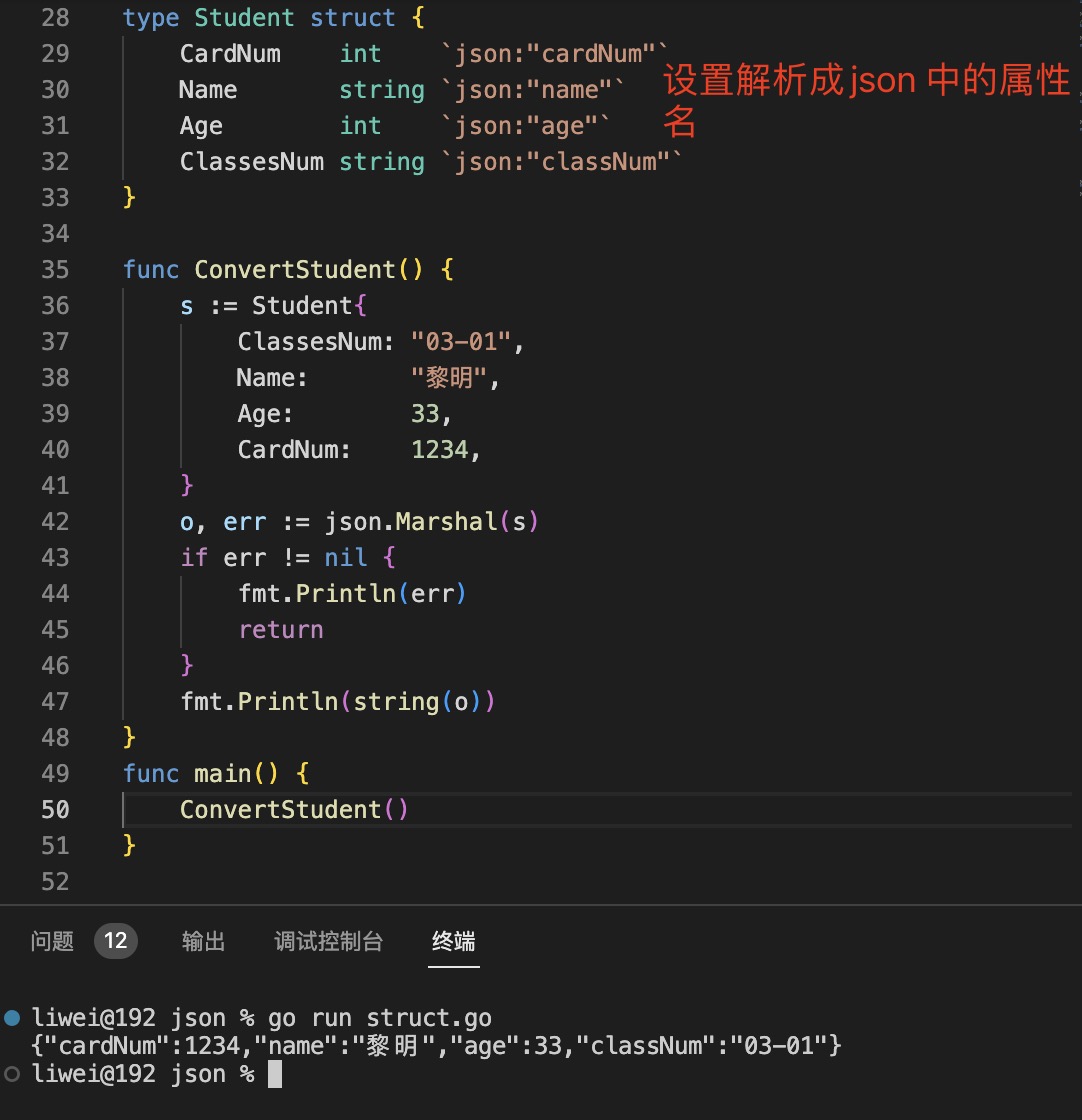 28 type Student struct {
29 CardNum    int    `json:"cardNum"`
30 Name       string `json:"name"`
31 Age        int    `json:"age"`
32 ClassesNum string `json:"classNum"`
设置解析成json 中的属性
名
33 }
34
35 func ConvertStudent() {
36 s := Student{
37 ClassesNum: "03-01",
38 Name:       "黎明",
39 Age:        33,
40 CardNum:    1234,
41 }
42 o, err := json.Marshal(s)
43 if err != nil {
44 fmt.Println(err)
45 return
46 }
47 fmt.Println(string(o))
48 }
49 func main() {
50 ConvertStudent()
51 }
52
问题 12 输出 调试控制台 终端
liwei@192 json % go run struct.go
{"cardNum":1234,"name":"黎明","age":33,"classNum":"03-01"}
liwei@192 json %